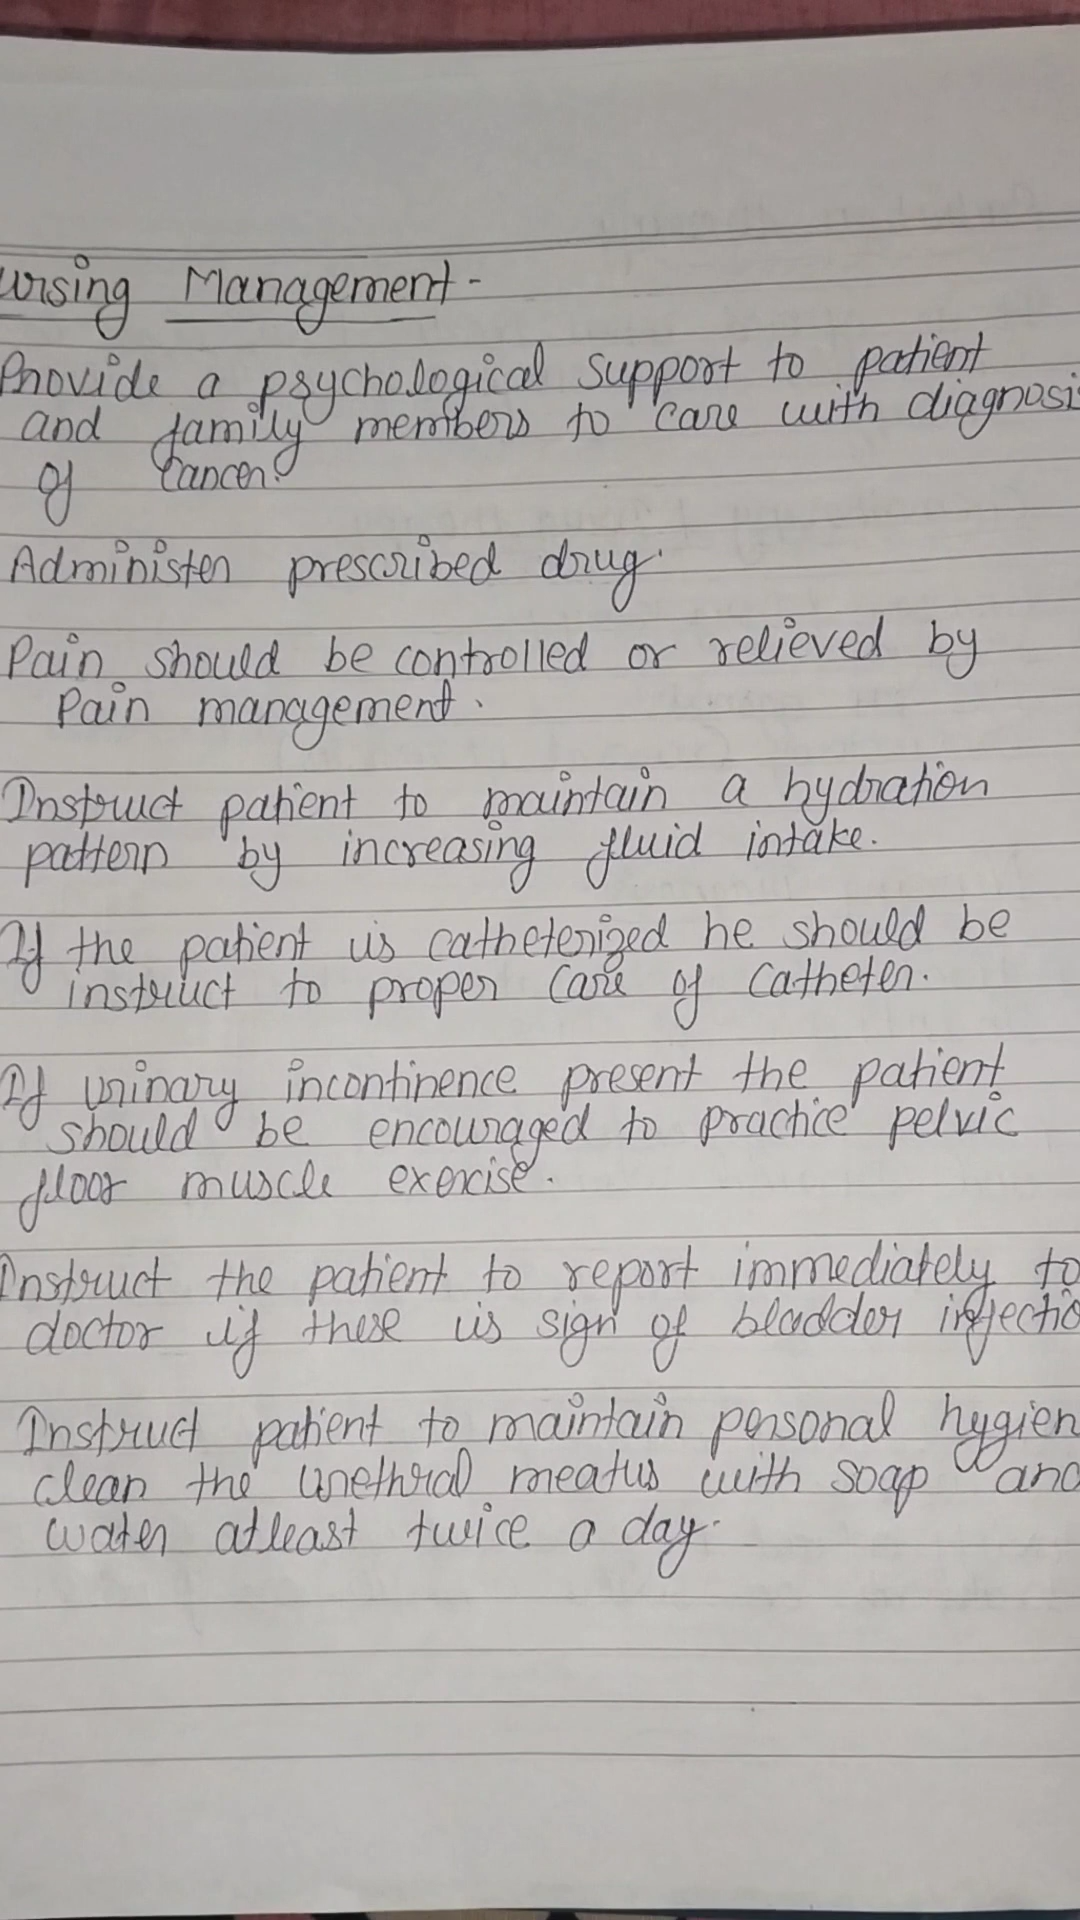 ursing Management -
Provide a psychological support to patient
and family members to care with diagnosis
of cancer.
Administer prescribed drug.
Pain should be controlled or relieved by
Pain management.
Instruct patient to maintain a hydration
pattern by increasing fluid intake.
If the patient is catheterized he should be
instruct to proper care of catheter.
If urinary incontinence present the patient
should be encouraged to practice pelvic
floor muscle exercise.
Instruct the patient to report immediately to
doctor if these is sign of bladder infectio
Instruct patient to maintain personal hygien
clean the urethral meatus with soap and
water atleast twice a day.